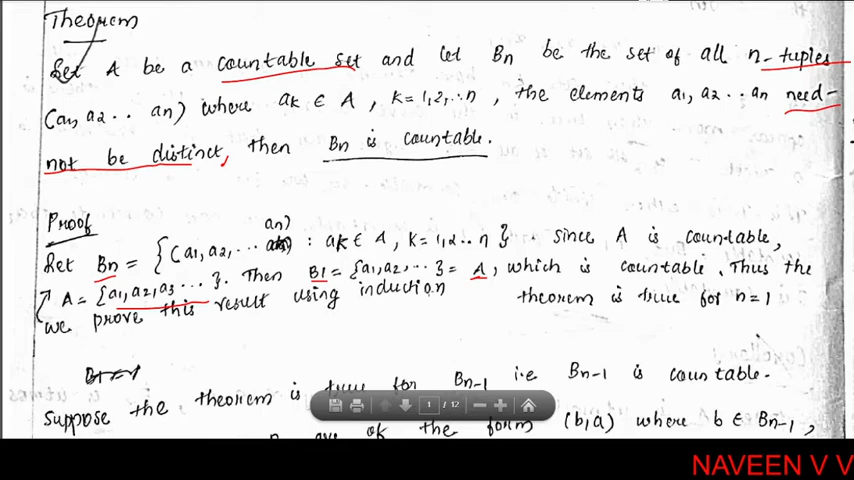 Theorem
Let A be a countable set and let Bn be the set of all n-tuples
(a1, a2 .. an) where ak ∈ A, K=1,2,..n, the elements a1, a2 .. an need-
not be distinct, then Bn is countable.
Proof
Let Bn = {(a1, a2, ... an) : ak ∈ A, K=1,2..n}. Since A is countable,
A = {a1, a2, a3 ...}. Then B1 = {a1, a2, ...} = A, which is countable. Thus the
theorem is true for n=1
we prove this result using induction
Suppose the theorem is true for Bn-1 i.e Bn-1 is countable.
1 / 12
of the form (b,a) where b ∈ Bn-1,
NAVEEN V V